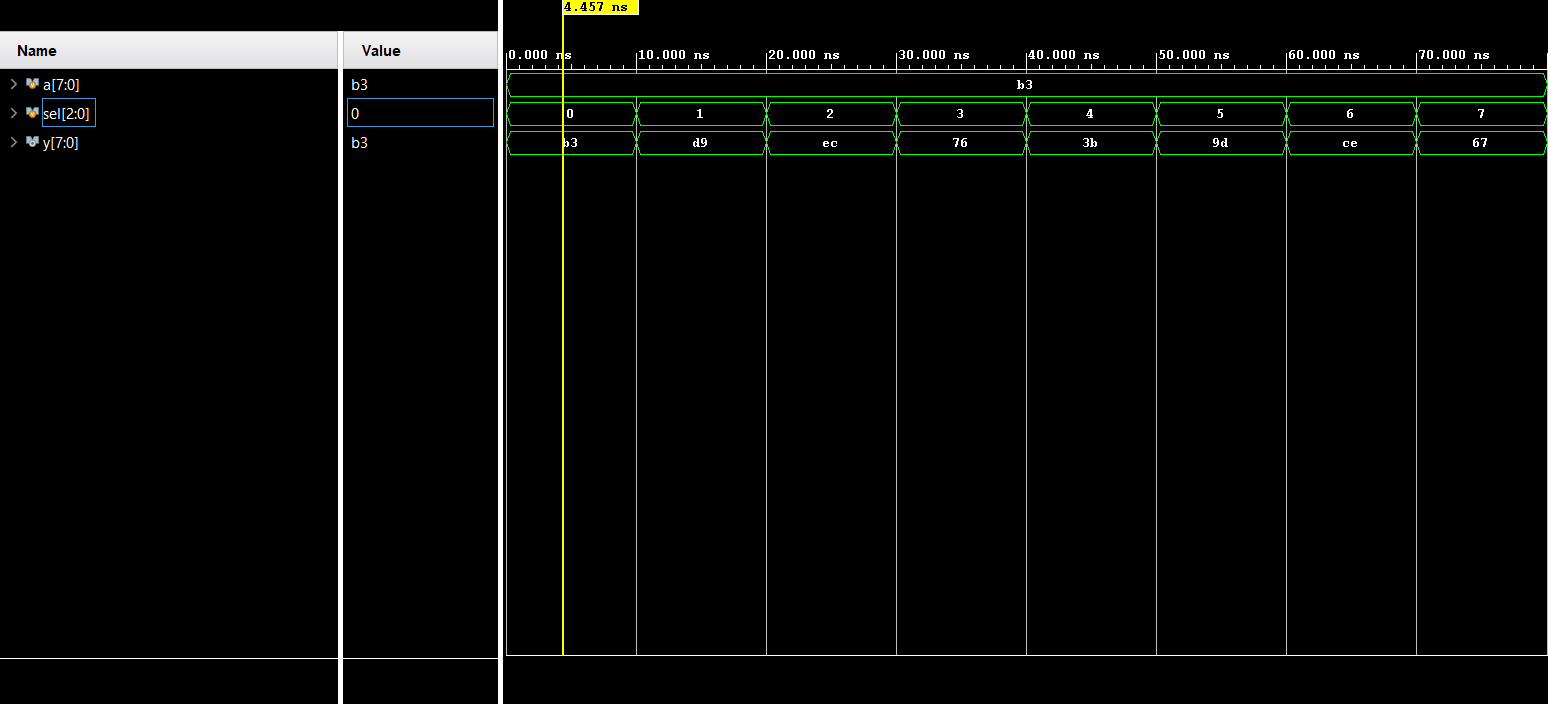 4.457 ns
Name Value
0.000 ns 10.000 ns 20.000 ns 30.000 ns 40.000 ns 50.000 ns 60.000 ns 70.000 ns
a[7:0] b3 b3
sel[2:0] 0 0 1 2 3 4 5 6 7
y[7:0] b3 b3 d9 ec 76 3b 9d ce 67